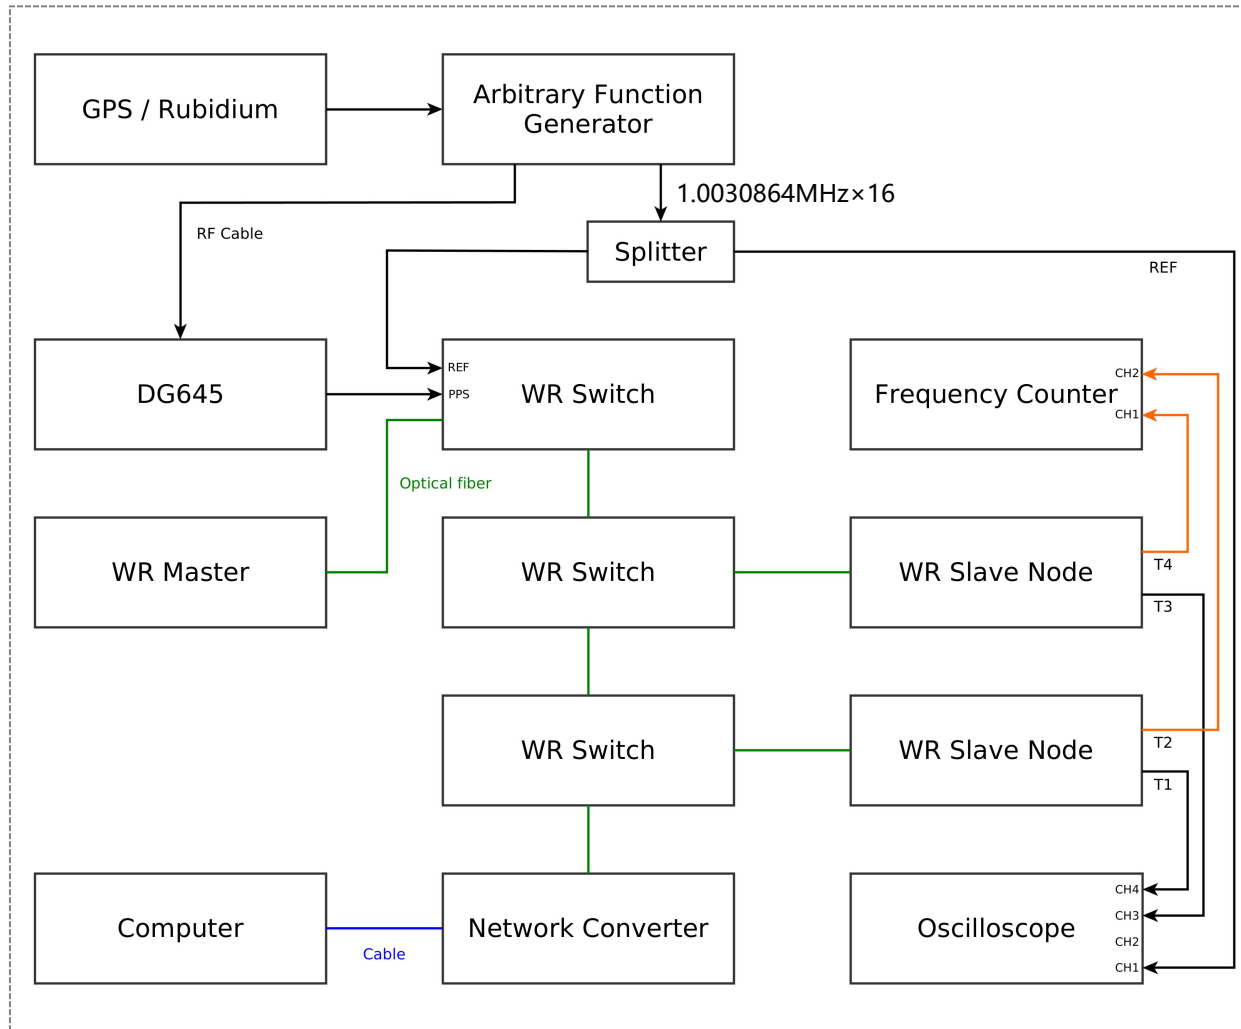 GPS / Rubidium
Arbitrary Function
Generator
1.0030864MHz×16
RF Cable
Splitter
REF
DG645
REF
PPS
WR Switch
Frequency Counter
CH2
CH1
Optical fiber
WR Master
WR Switch
WR Slave Node
T4
T3
WR Switch
WR Slave Node
T2
T1
Computer
Cable
Network Converter
Oscilloscope
CH4
CH3
CH2
CH1